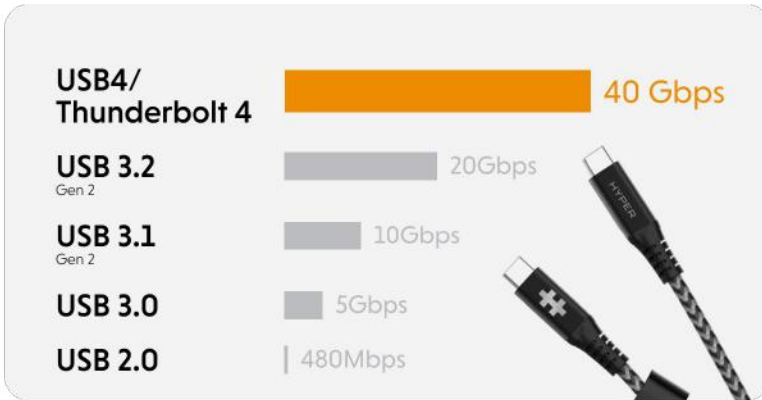 USB4/
Thunderbolt 4
40 Gbps
USB 3.2
Gen 2
20Gbps
USB 3.1
Gen 2
10Gbps
USB 3.0
5Gbps
USB 2.0
480Mbps
HYPER